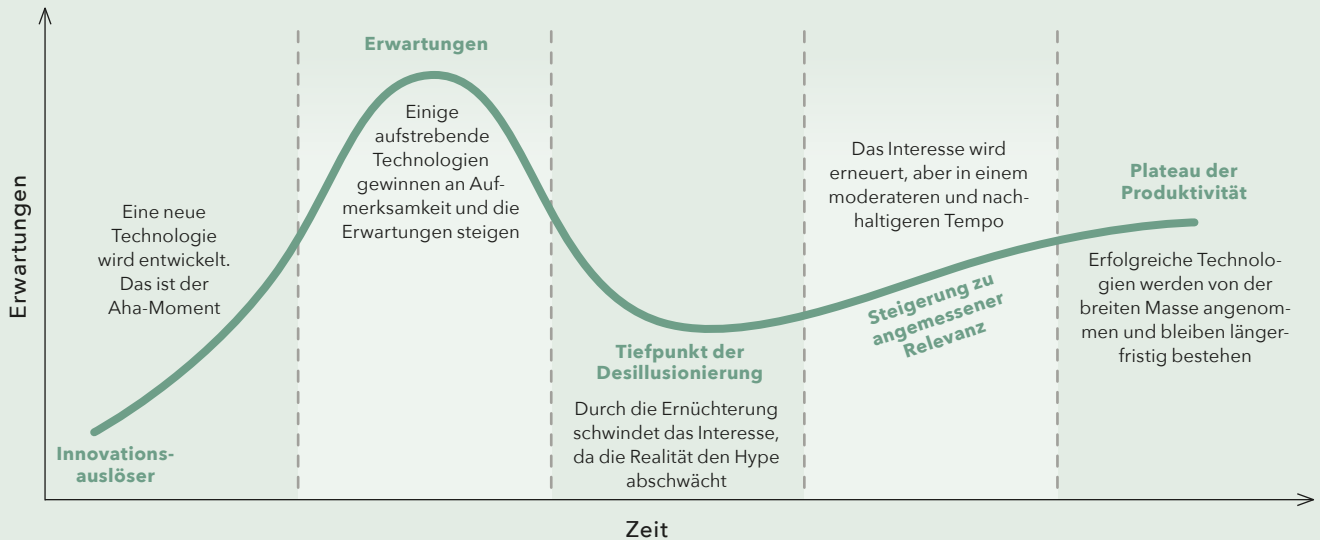 Erwartungen
Eine neue
Technologie
wird entwickelt.
Das ist der
Aha-Moment
Innovations-
auslöser
Erwartungen
Einige
aufstrebende
Technologien
gewinnen an Auf-
merksamkeit und die
Erwartungen steigen
Tiefpunkt der
Desillusionierung
Durch die Ernüchterung
schwindet das Interesse,
da die Realität den Hype
abschwächt
Das Interesse wird
erneuert, aber in einem
moderateren und nach-
haltigeren Tempo
Steigerung zu
angemessener
Relevanz
Plateau der
Produktivität
Erfolgreiche Technolo-
gien werden von der
breiten Masse angenom-
men und bleiben länger-
fristig bestehen
Zeit